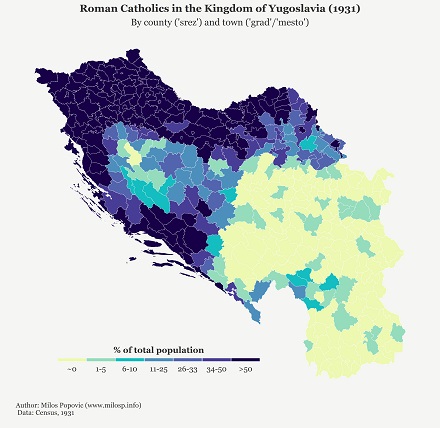 Roman Catholics in the Kingdom of Yugoslavia (1931)
By county ('srez') and town ('grad'/'mesto')
% of total population
~0 1-5 6-10 11-25 26-33 34-50 >50
Author: Milos Popovic (www.milosp.info)
Data: Census, 1931